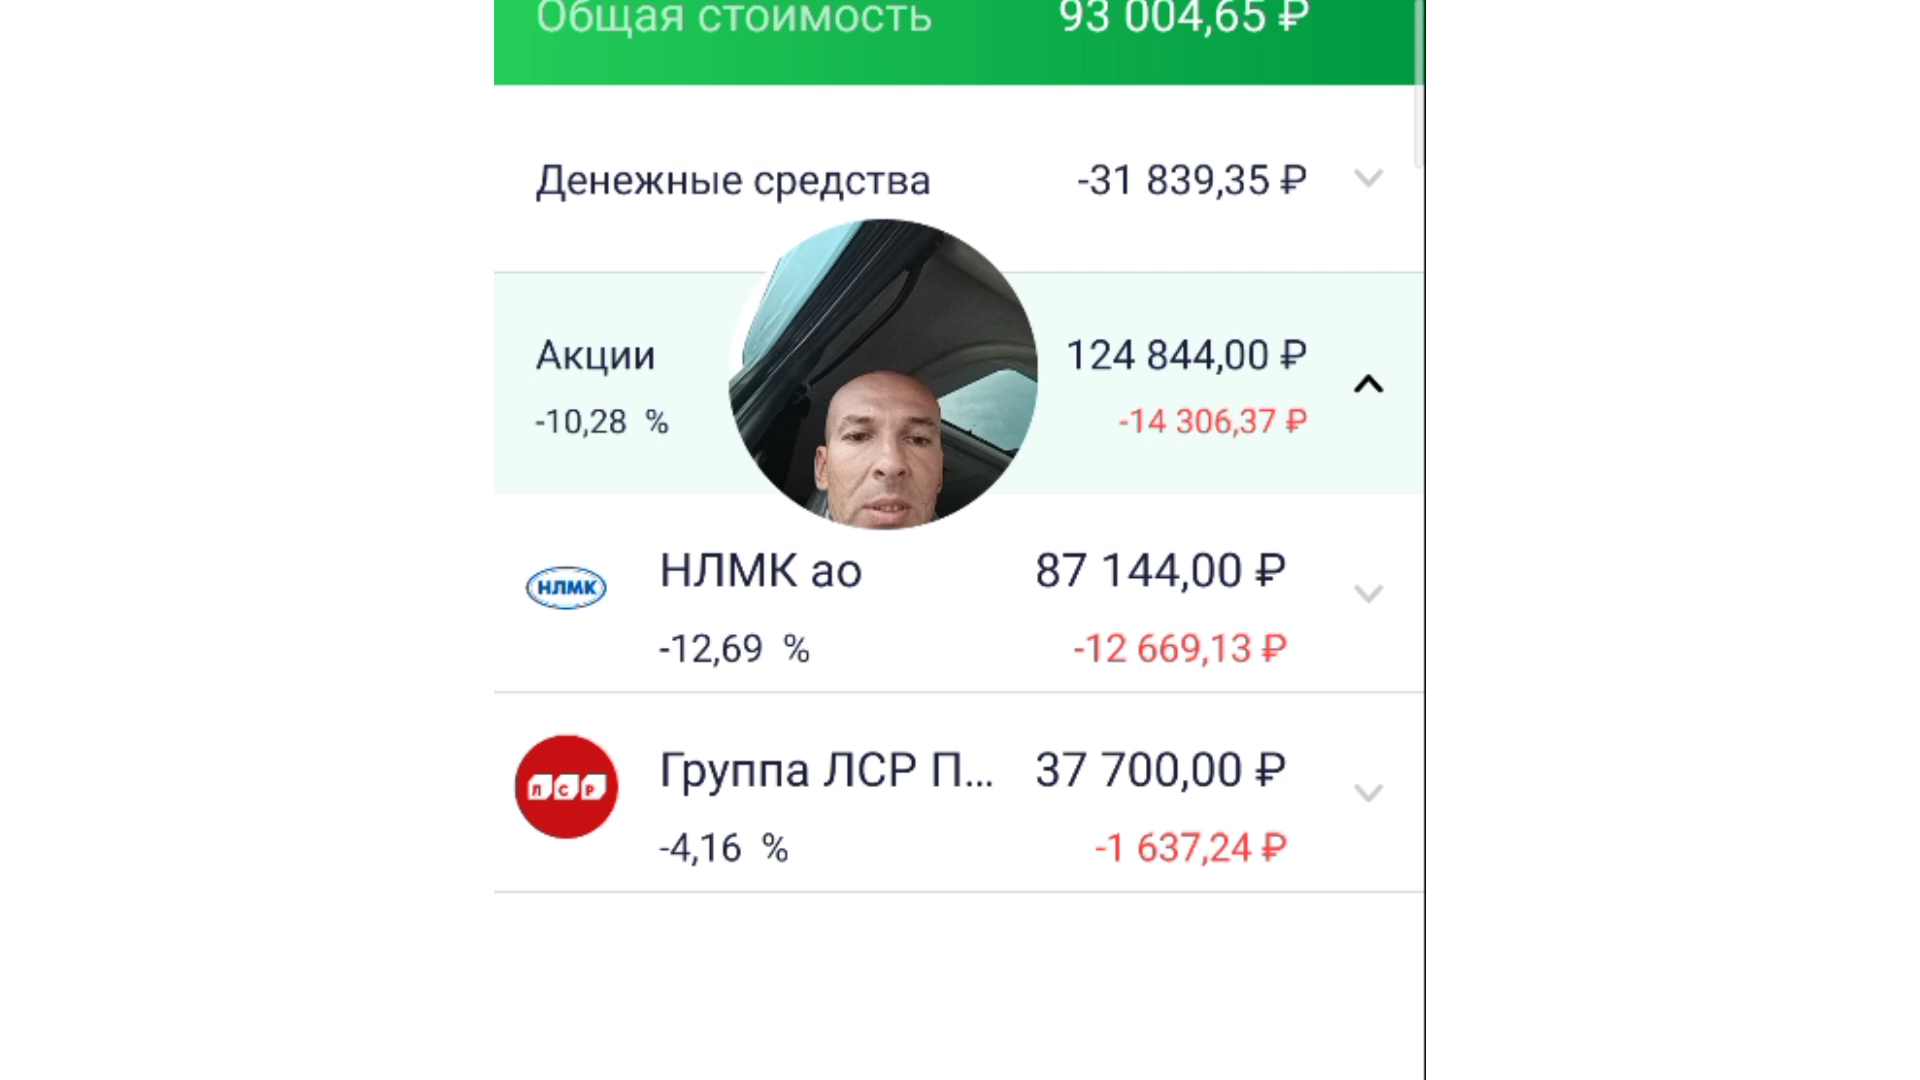 Общая стоимость 93 004,65 ₽
Денежные средства -31 839,35 ₽
Акции 124 844,00 ₽
-10,28 % -14 306,37 ₽
НЛМК НЛМК ао 87 144,00 ₽
-12,69 % -12 669,13 ₽
ЛСР Группа ЛСР П... 37 700,00 ₽
-4,16 % -1 637,24 ₽